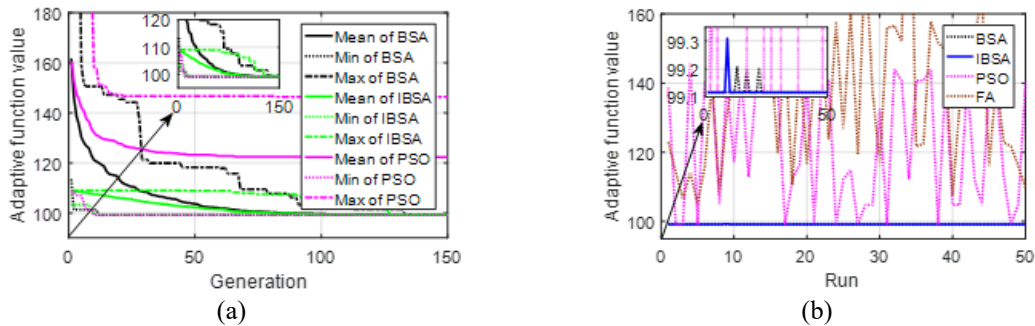 Adaptive function value
180
160
140
120
100
0
50
100
150
Generation
120
110
100
0
150
Mean of BSA
Min of BSA
Max of BSA
Mean of IBSA
Min of IBSA
Max of IBSA
Mean of PSO
Min of PSO
Max of PSO
(a)
Adaptive function value
160
140
120
100
0
10
20
30
40
50
Run
99.3
99.2
99.1
0
50
BSA
IBSA
PSO
FA
(b)